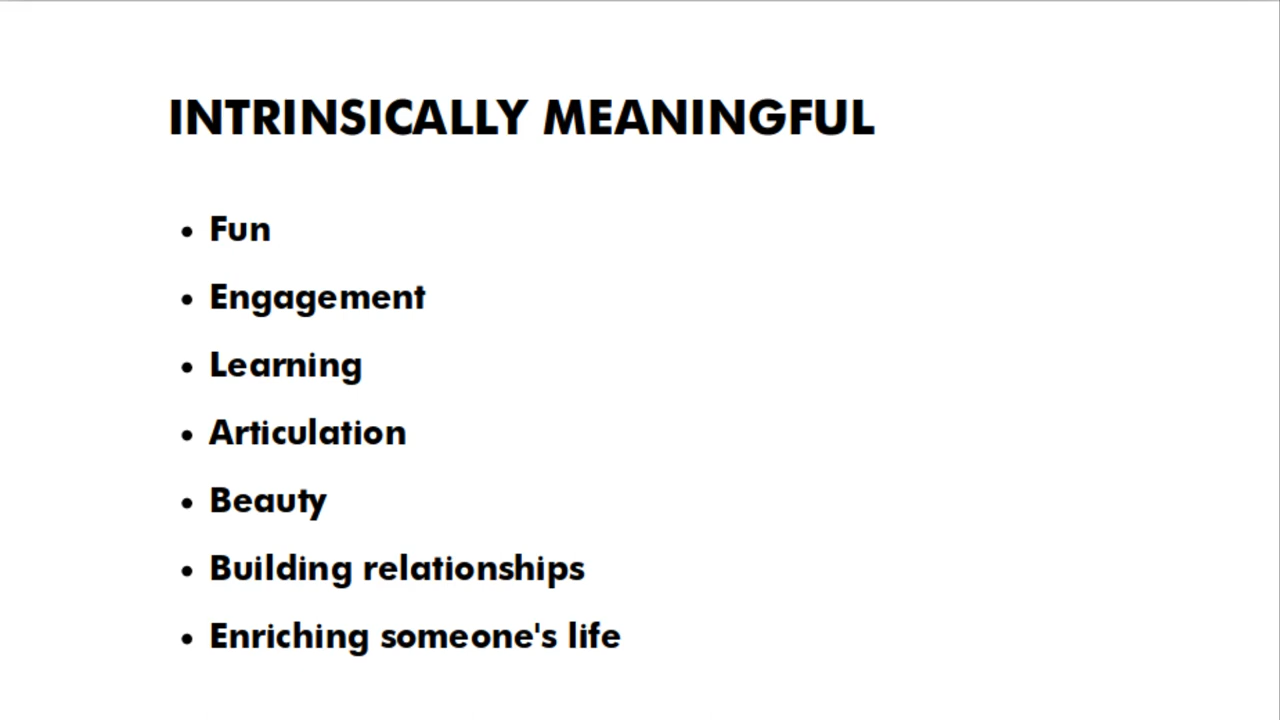 INTRINSICALLY MEANINGFUL
• Fun
• Engagement
• Learning
• Articulation
• Beauty
• Building relationships
• Enriching someone's life